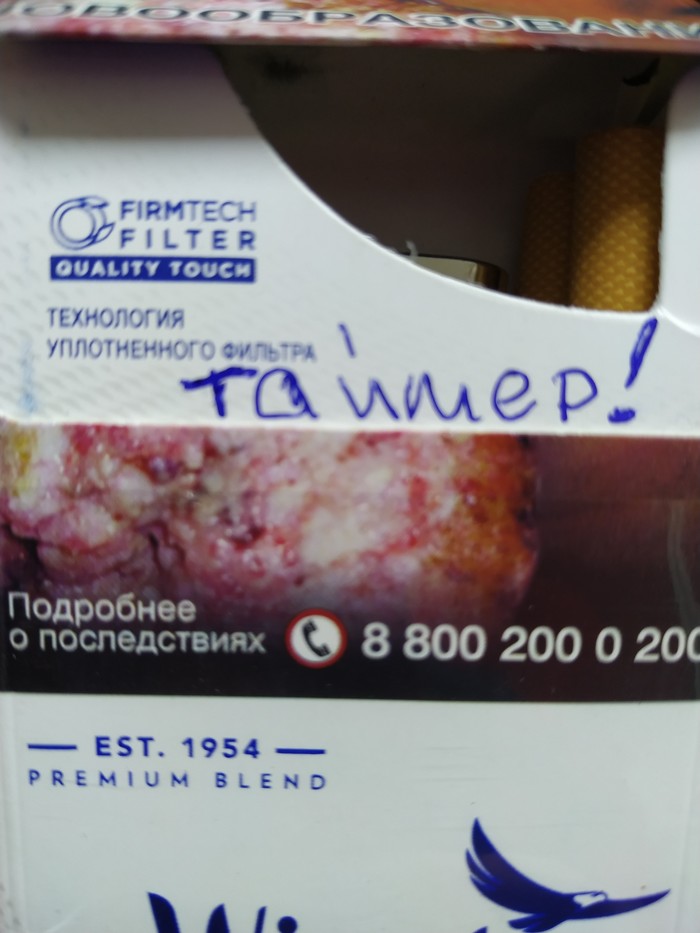 НОВООБРАЗОВАНИ
FIRMTECH
FILTER
QUALITY TOUCH
ТЕХНОЛОГИЯ
УПЛОТНЕННОГО ФИЛЬТРА
таймер!
Подробнее
о последствиях
8 800 200 0 200
EST. 1954
PREMIUM BLEND